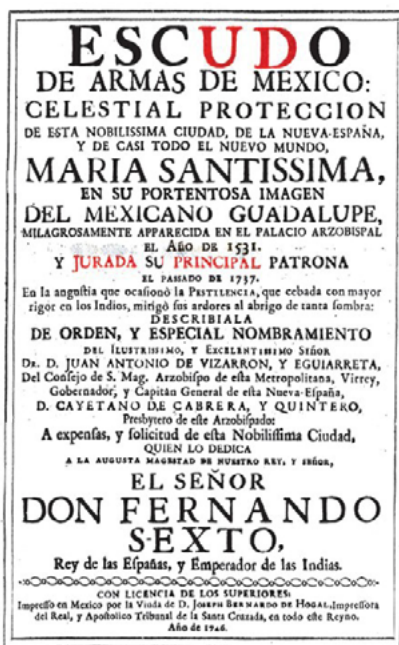 ESCUDO
DE ARMAS DE MEXICO:
CELESTIAL PROTECCION
DE ESTA NOBILISSIMA CIUDAD, DE LA NUEVA-ESPAÑA,
Y DE CASI TODO EL NUEVO MUNDO,
MARIA SANTISSIMA,
EN SU PORTENTOSA IMAGEN
DEL MEXICANO GUADALUPE,
MILAGROSAMENTE APPARECIDA EN EL PALACIO ARZOBISPAL
EL Año DE 1531.
Y JURADA SU PRINCIPAL PATRONA
EL PASSADO DE 1737.
En la anguſtia que ocaſionò la PESTILENCIA, que cebada con mayor
rigor en los Indios, mitigò ſus ardores al abrigo de tanta ſombra:
DESCRIBIALA
DE ORDEN, Y ESPECIAL NOMBRAMIENTO
DEL ILUSTRISSIMO, Y EXCELENTISSIMO SEÑOR
DR. D. JUAN ANTONIO DE VIZARRON, Y EGUIARRETA,
Del Conſejo de S. Mag. Arzobiſpo de eſta Metropolitana, Virrey,
Gobernador, y Capitan General de eſta Nueva-Eſpaña,
D. CAYETANO DE CABRERA, Y QUINTERO,
Presbytero de eſte Arzobiſpado:
A expenſas, y ſolicitud de eſta Nobiliſſima Ciudad,
QUIEN LO DEDICA
A LA AUGUSTA MAGESTAD DE NUESTRO REY, Y SEÑOR,
EL SEÑOR
DON FERNANDO
SEXTO,
Rey de las Eſpañas, y Emperador de las Indias.
CON LICENCIA DE LOS SUPERIORES:
Impreſſo en Mexico por la Viuda de D. JOSEPH BERNARDO DE HOGAL, Impreſſora
del Real, y Apoſtolico Tribunal de la Santa Cruzada, en todo eſte Reyno.
Año de 1746.